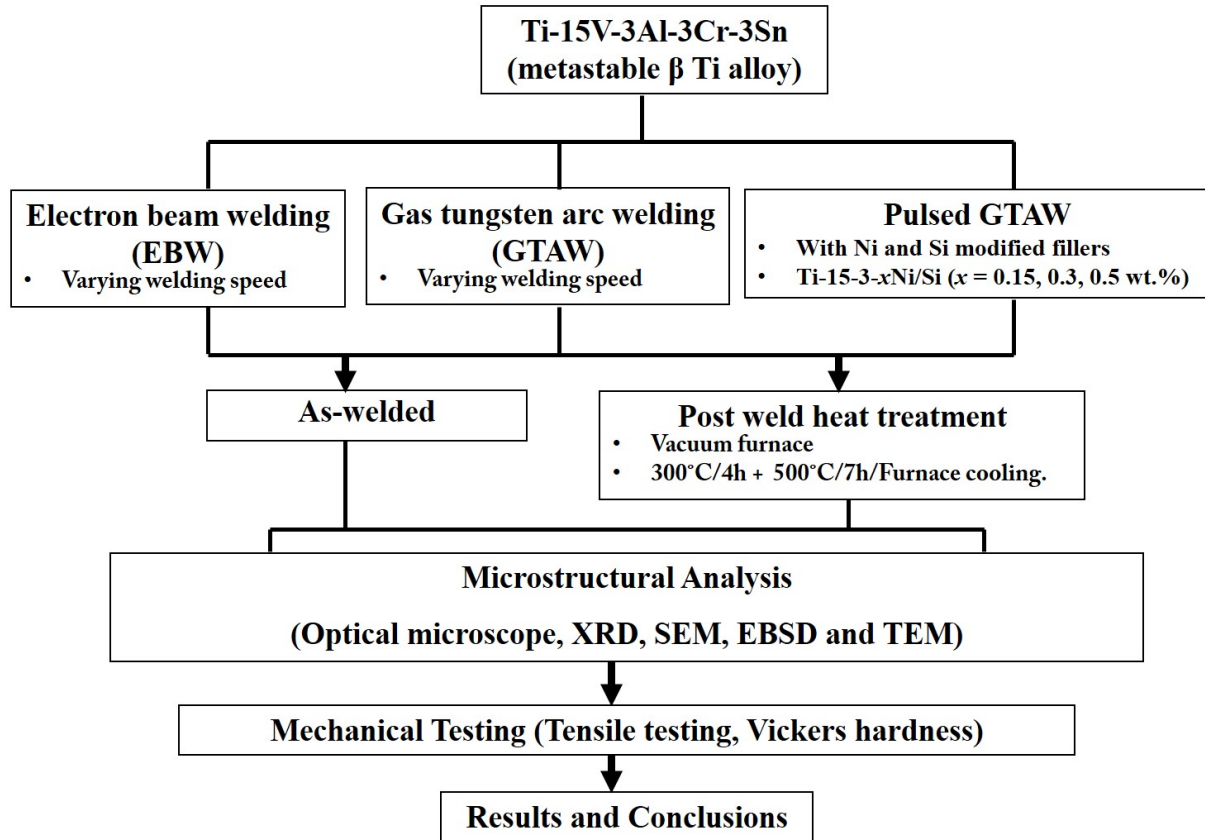 Ti-15V-3Al-3Cr-3Sn
(metastable β Ti alloy)
Electron beam welding
(EBW)
• Varying welding speed
Gas tungsten arc welding
(GTAW)
• Varying welding speed
Pulsed GTAW
• With Ni and Si modified fillers
• Ti-15-3-xNi/Si (x = 0.15, 0.3, 0.5 wt.%)
As-welded
Post weld heat treatment
• Vacuum furnace
• 300°C/4h + 500°C/7h/Furnace cooling.
Microstructural Analysis
(Optical microscope, XRD, SEM, EBSD and TEM)
Mechanical Testing (Tensile testing, Vickers hardness)
Results and Conclusions